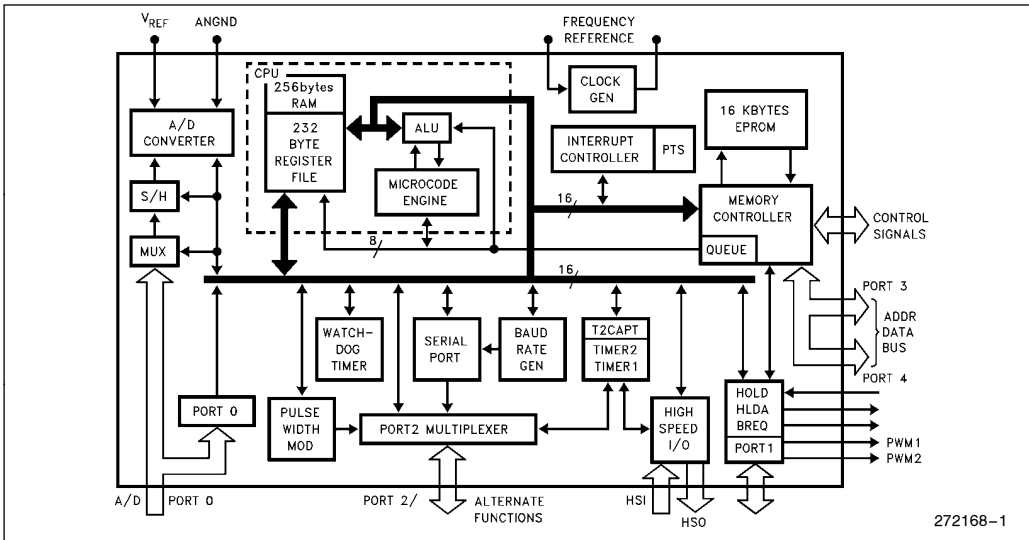 VREF
ANGND
FREQUENCY
REFERENCE
CPU
256bytes
RAM
232
BYTE
REGISTER
FILE
ALU
MICROCODE
ENGINE
A/D
CONVERTER
S/H
MUX
CLOCK
GEN
INTERRUPT
CONTROLLER
PTS
16 KBYTES
EPROM
MEMORY
CONTROLLER
QUEUE
CONTROL
SIGNALS
16
8
16
PORT 3
ADDR
DATA
BUS
PORT 4
WATCH-
DOG
TIMER
SERIAL
PORT
BAUD
RATE
GEN
T2CAPT
TIMER2
TIMER1
PORT 0
PULSE
WIDTH
MOD
PORT2 MULTIPLEXER
HIGH
SPEED
I/O
HOLD
HLDA
BREQ
PORT1
PWM1
PWM2
A/D
PORT 0
PORT 2/
ALTERNATE
FUNCTIONS
HSI
HSO
272168-1